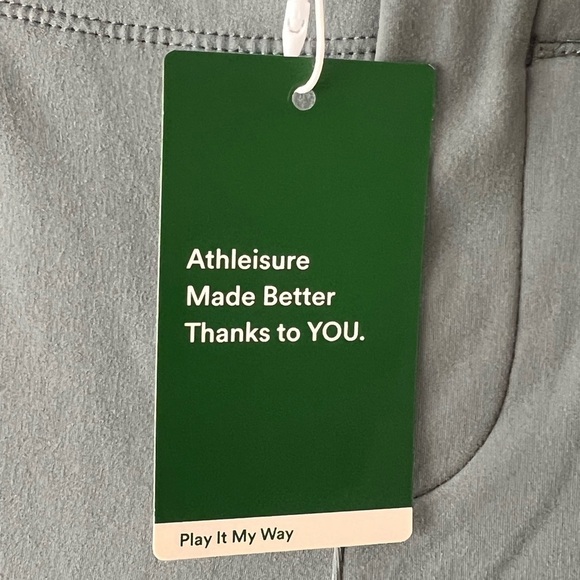 Athleisure
Made Better
Thanks to YOU.
Play It My Way